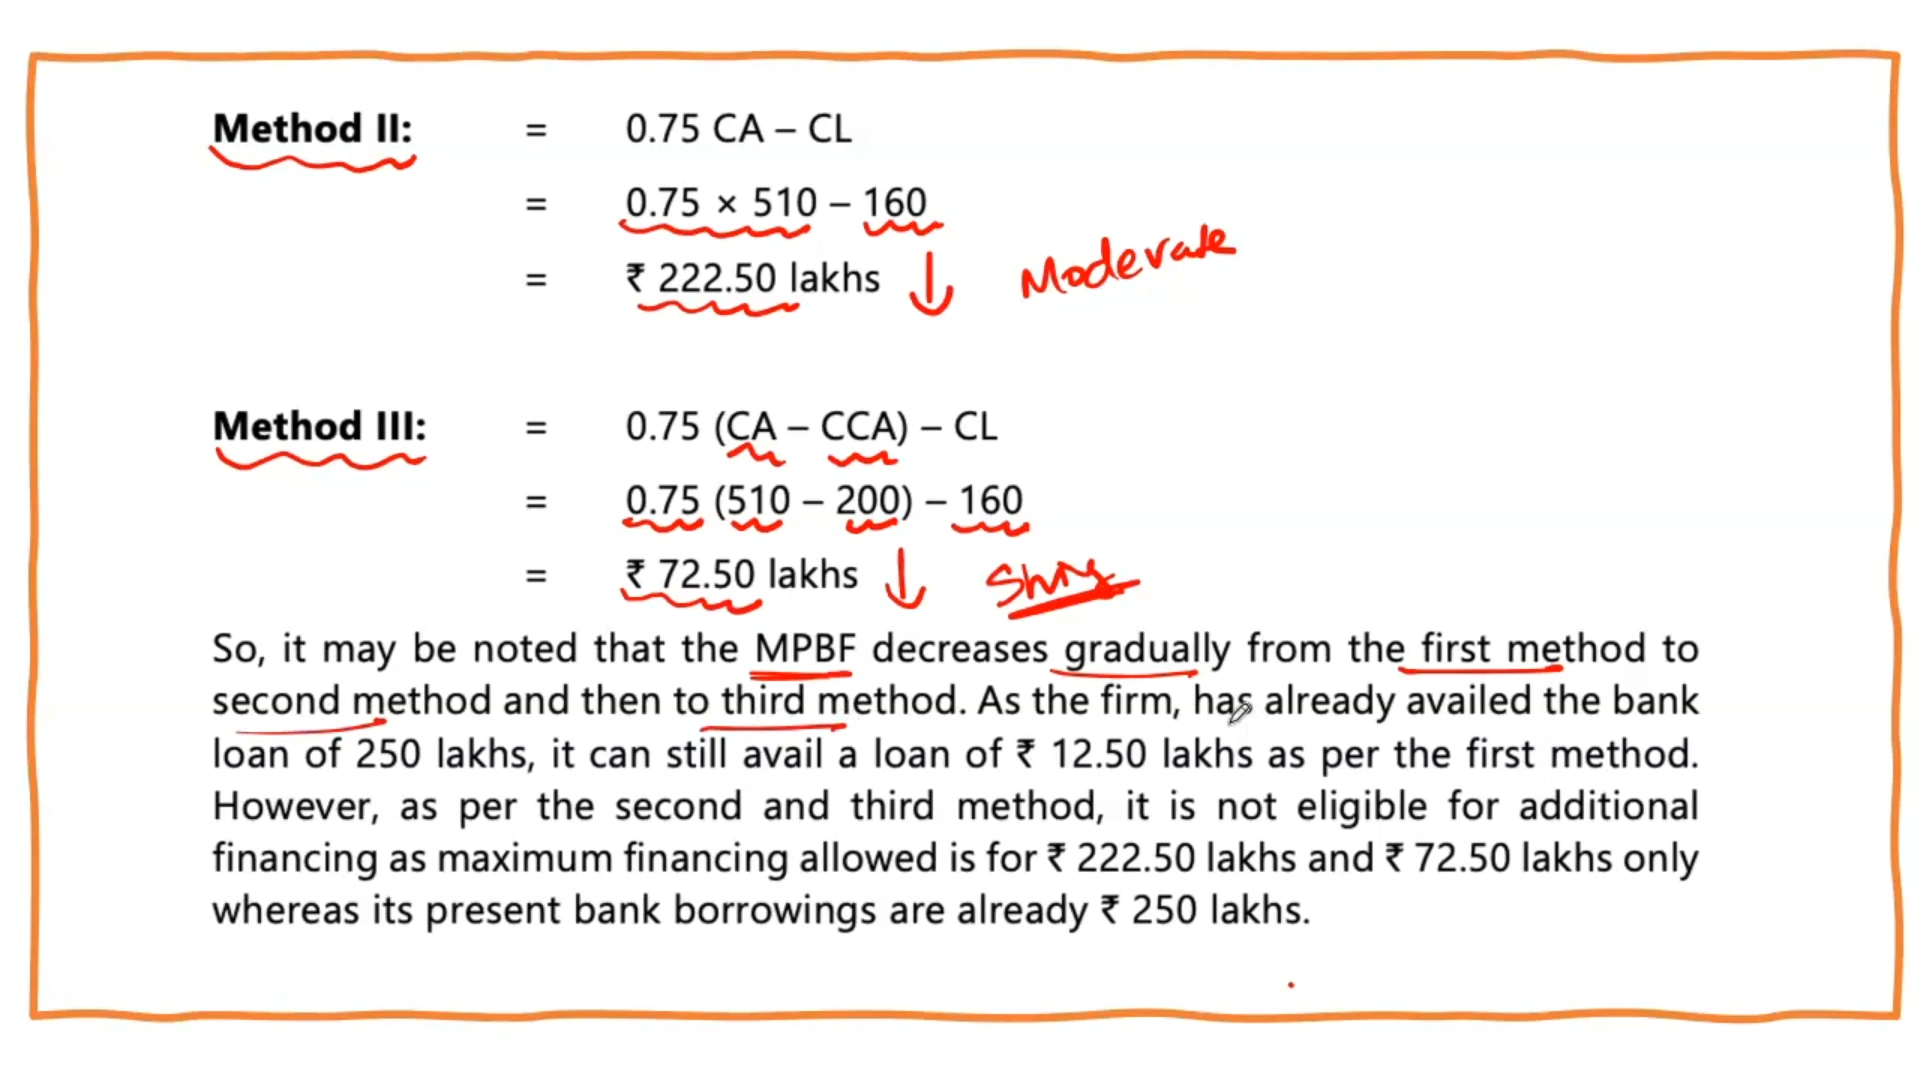 Method II: = 0.75 CA – CL
= 0.75 × 510 – 160
= ₹ 222.50 lakhs
Moderate
Method III: = 0.75 (CA – CCA) – CL
= 0.75 (510 – 200) – 160
= ₹ 72.50 lakhs
So, it may be noted that the MPBF decreases gradually from the first method to
second method and then to third method. As the firm, has already availed the bank
loan of 250 lakhs, it can still avail a loan of ₹ 12.50 lakhs as per the first method.
However, as per the second and third method, it is not eligible for additional
financing as maximum financing allowed is for ₹ 222.50 lakhs and ₹ 72.50 lakhs only
whereas its present bank borrowings are already ₹ 250 lakhs.